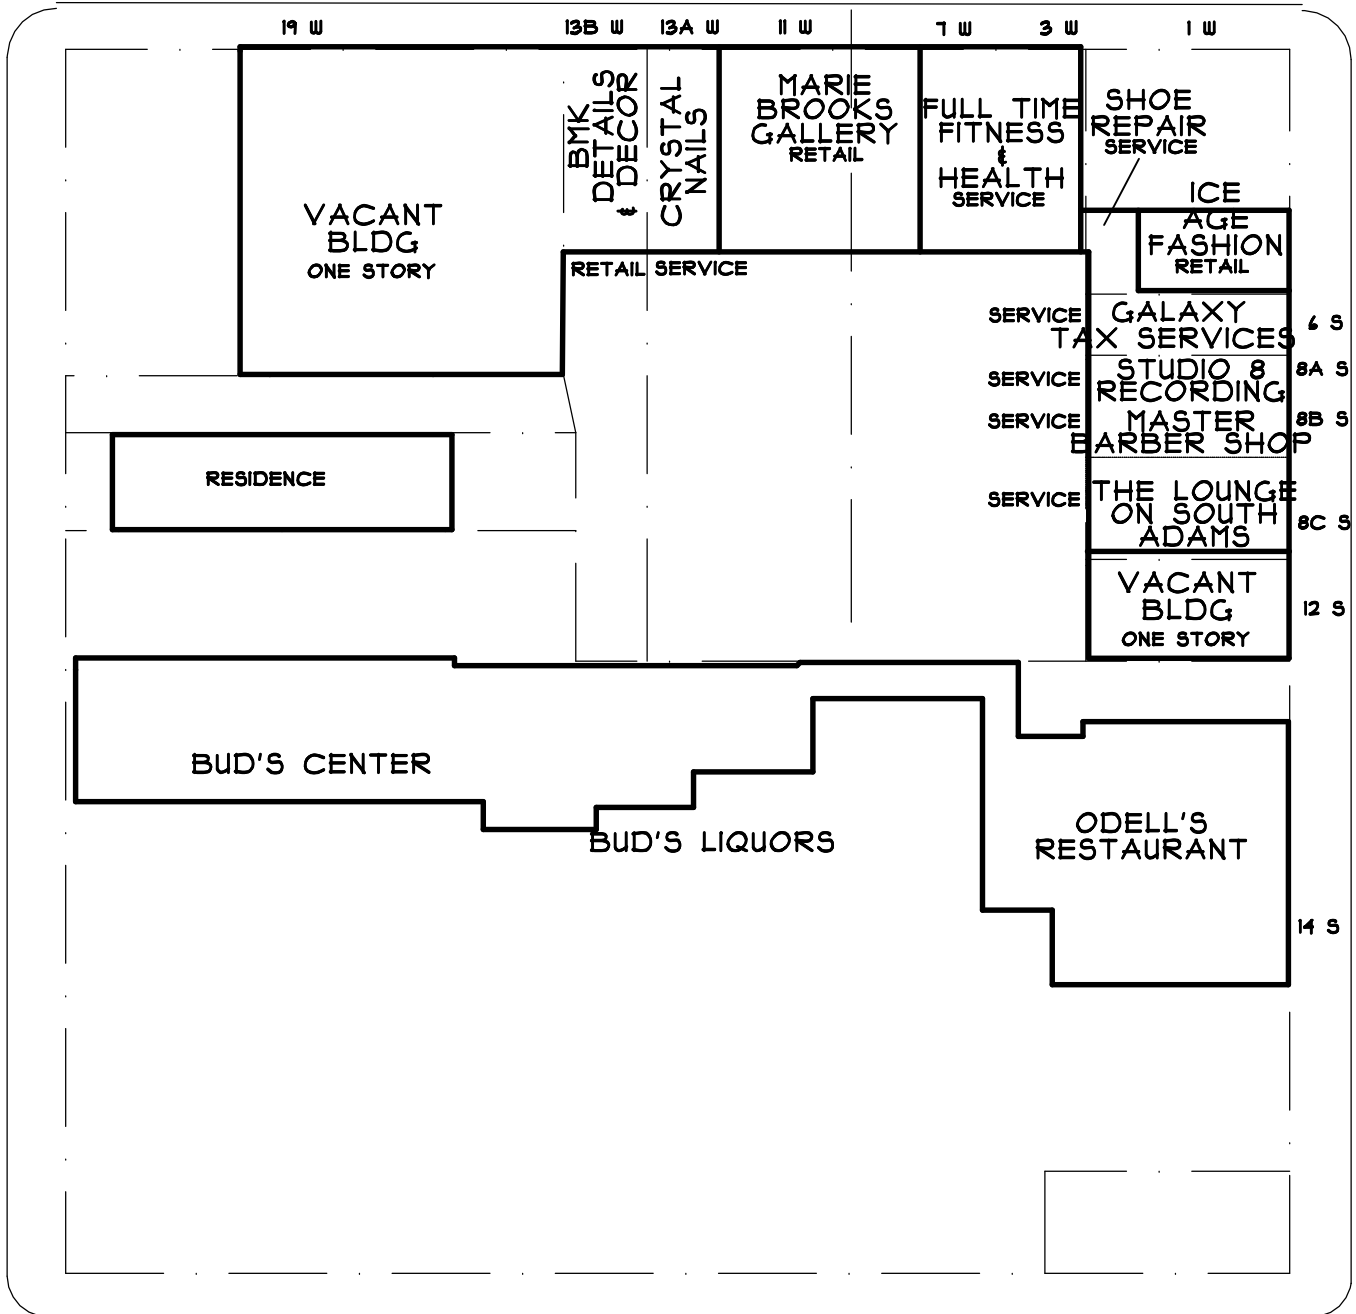 19 W
13B W
13A W
11 W
7 W
3 W
1 W
BMK
DETAILS
& DECOR
CRYSTAL
NAILS
MARIE
BROOKS
GALLERY
RETAIL
FULL TIME
FITNESS
&
HEALTH
SERVICE
SHOE
REPAIR
SERVICE
ICE
AGE
FASHION
RETAIL
VACANT
BLDG
ONE STORY
RETAIL SERVICE
SERVICE
GALAXY
TAX SERVICES
6 S
SERVICE
STUDIO 8
RECORDING
8A S
SERVICE
MASTER
BARBER SHOP
8B S
SERVICE
THE LOUNGE
ON SOUTH
ADAMS
8C S
RESIDENCE
VACANT
BLDG
ONE STORY
12 S
BUD'S CENTER
BUD'S LIQUORS
ODELL'S
RESTAURANT
14 S